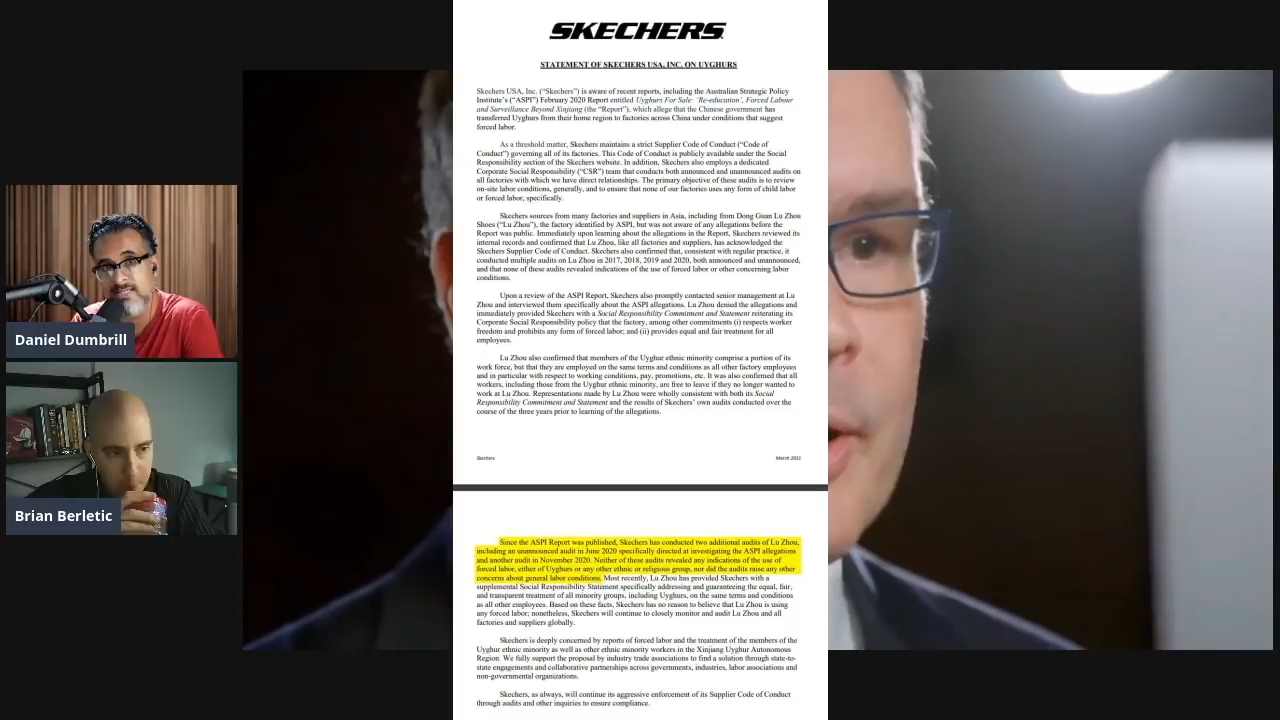 SKECHERS
STATEMENT OF SKECHERS USA, INC. ON UYGHURS
Skechers USA, Inc. ("Skechers") is aware of recent reports, including the Australian Strategic Policy
Institute's ("ASPI") February 2020 Report entitled Uyghurs For Sale: 'Re-education', Forced Labour
and Surveillance Beyond Xinjiang (the "Report"), which allege that the Chinese government has
transferred Uyghurs from their home region to factories across China under conditions that suggest
forced labor.
As a threshold matter, Skechers maintains a strict Supplier Code of Conduct ("Code of
Conduct") governing all of its factories. This Code of Conduct is publicly available under the Social
Responsibility section of the Skechers website. In addition, Skechers also employs a dedicated
Corporate Social Responsibility ("CSR") team that conducts both announced and unannounced audits on
all factories with which we have direct relationships. The primary objective of these audits is to review
on-site labor conditions, generally, and to ensure that none of our factories uses any form of child labor
or forced labor, specifically.
Skechers sources from many factories and suppliers in Asia, including from Dong Guan Lu Zhou
Shoes ("Lu Zhou"), the factory identified by ASPI, but was not aware of any allegations before the
Report was public. Immediately upon learning about the allegations in the Report, Skechers reviewed its
internal records and confirmed that Lu Zhou, like all factories and suppliers, has acknowledged the
Skechers Supplier Code of Conduct. Skechers also confirmed that, consistent with regular practice, it
conducted multiple audits on Lu Zhou in 2017, 2018, 2019 and 2020, both announced and unannounced,
and that none of these audits revealed indications of the use of forced labor or other concerning labor
conditions.
Upon a review of the ASPI Report, Skechers also promptly contacted senior management at Lu
Zhou and interviewed them specifically about the ASPI allegations. Lu Zhou denied the allegations and
immediately provided Skechers with a Social Responsibility Commitment and Statement reiterating its
Corporate Social Responsibility policy that the factory, among other commitments (i) respects worker
freedom and prohibits any form of forced labor; and (ii) provides equal and fair treatment for all
employees.
Lu Zhou also confirmed that members of the Uyghur ethnic minority comprise a portion of its
work force, but that they are employed on the same terms and conditions as all other factory employees
and in particular with respect to working conditions, pay, promotions, etc. It was also confirmed that all
workers, including those from the Uyghur ethnic minority, are free to leave if they no longer wanted to
work at Lu Zhou. Representations made by Lu Zhou were wholly consistent with both its Social
Responsibility Commitment and Statement and the results of Skechers' own audits conducted over the
course of the three years prior to learning of the allegations.
Skechers March 2021
Since the ASPI Report was published, Skechers has conducted two additional audits of Lu Zhou,
including an unannounced audit in June 2020 specifically directed at investigating the ASPI allegations
and another audit in November 2020. Neither of these audits revealed any indications of the use of
forced labor, either of Uyghurs or any other ethnic or religious group, nor did the audits raise any other
concerns about general labor conditions. Most recently, Lu Zhou has provided Skechers with a
supplemental Social Responsibility Statement specifically addressing and guaranteeing the equal, fair,
and transparent treatment of all minority groups, including Uyghurs, on the same terms and conditions
as all other employees. Based on these facts, Skechers has no reason to believe that Lu Zhou is using
any forced labor; nonetheless, Skechers will continue to closely monitor and audit Lu Zhou and all
factories and suppliers globally.
Skechers is deeply concerned by reports of forced labor and the treatment of the members of the
Uyghur ethnic minority as well as other ethnic minority workers in the Xinjiang Uyghur Autonomous
Region. We fully support the proposal by industry trade associations to find a solution through state-to-
state engagements and collaborative partnerships across governments, industries, labor associations and
non-governmental organizations.
Skechers, as always, will continue its aggressive enforcement of its Supplier Code of Conduct
through audits and other inquiries to ensure compliance.
Daniel Dumbrill
Brian Berletic